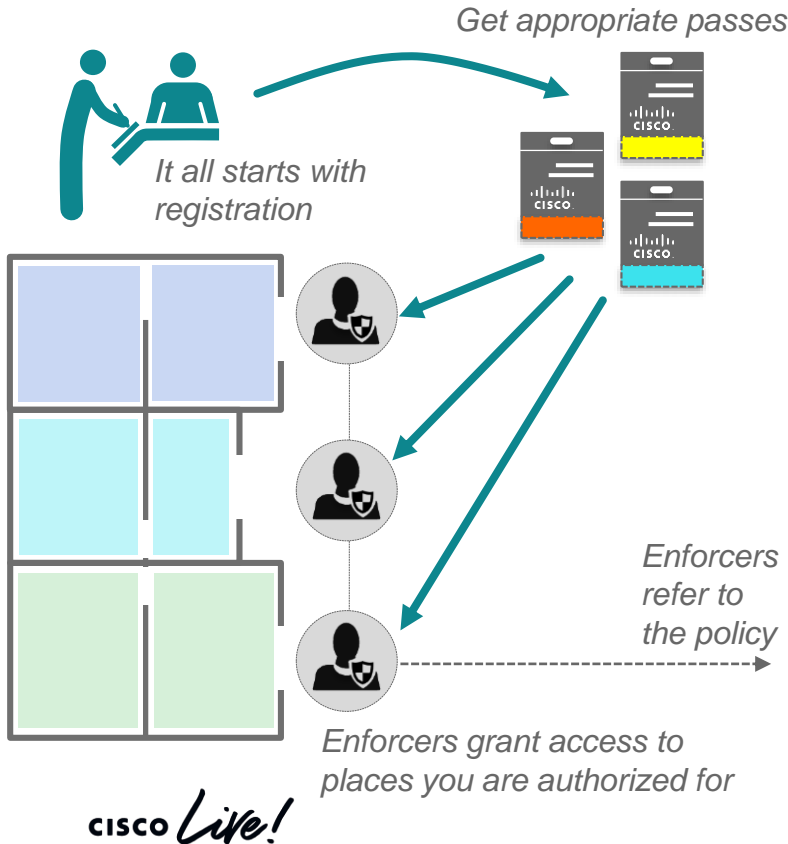 Get appropriate passes
CISCO
CISCO
CISCO
It all starts with
registration
Enforcers
refer to
the policy
Enforcers grant access to
places you are authorized for
CISCO Live!